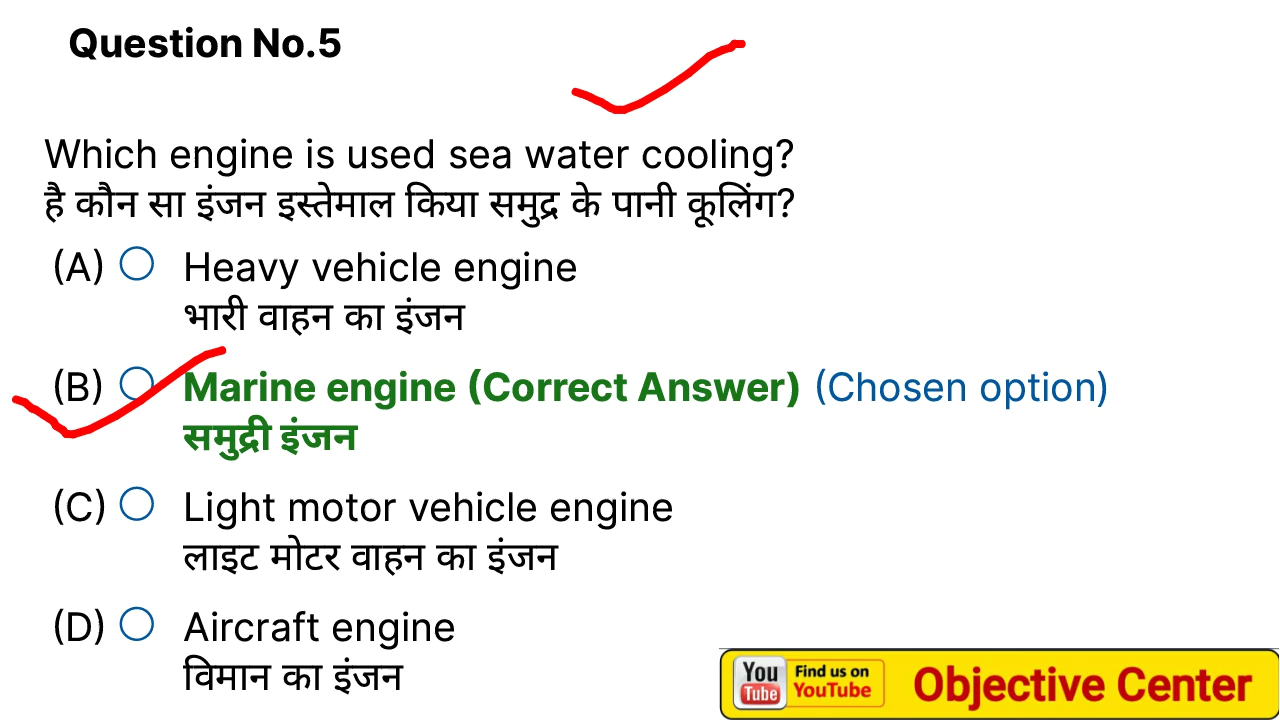 Question No.5
Which engine is used sea water cooling?
है कौन सा इंजन इस्तेमाल किया समुद्र के पानी कूलिंग?
(A) Heavy vehicle engine
भारी वाहन का इंजन
(B) Marine engine (Correct Answer) (Chosen option)
समुद्री इंजन
(C) Light motor vehicle engine
लाइट मोटर वाहन का इंजन
(D) Aircraft engine
विमान का इंजन
You
Tube
Find us on
YouTube
Objective Center